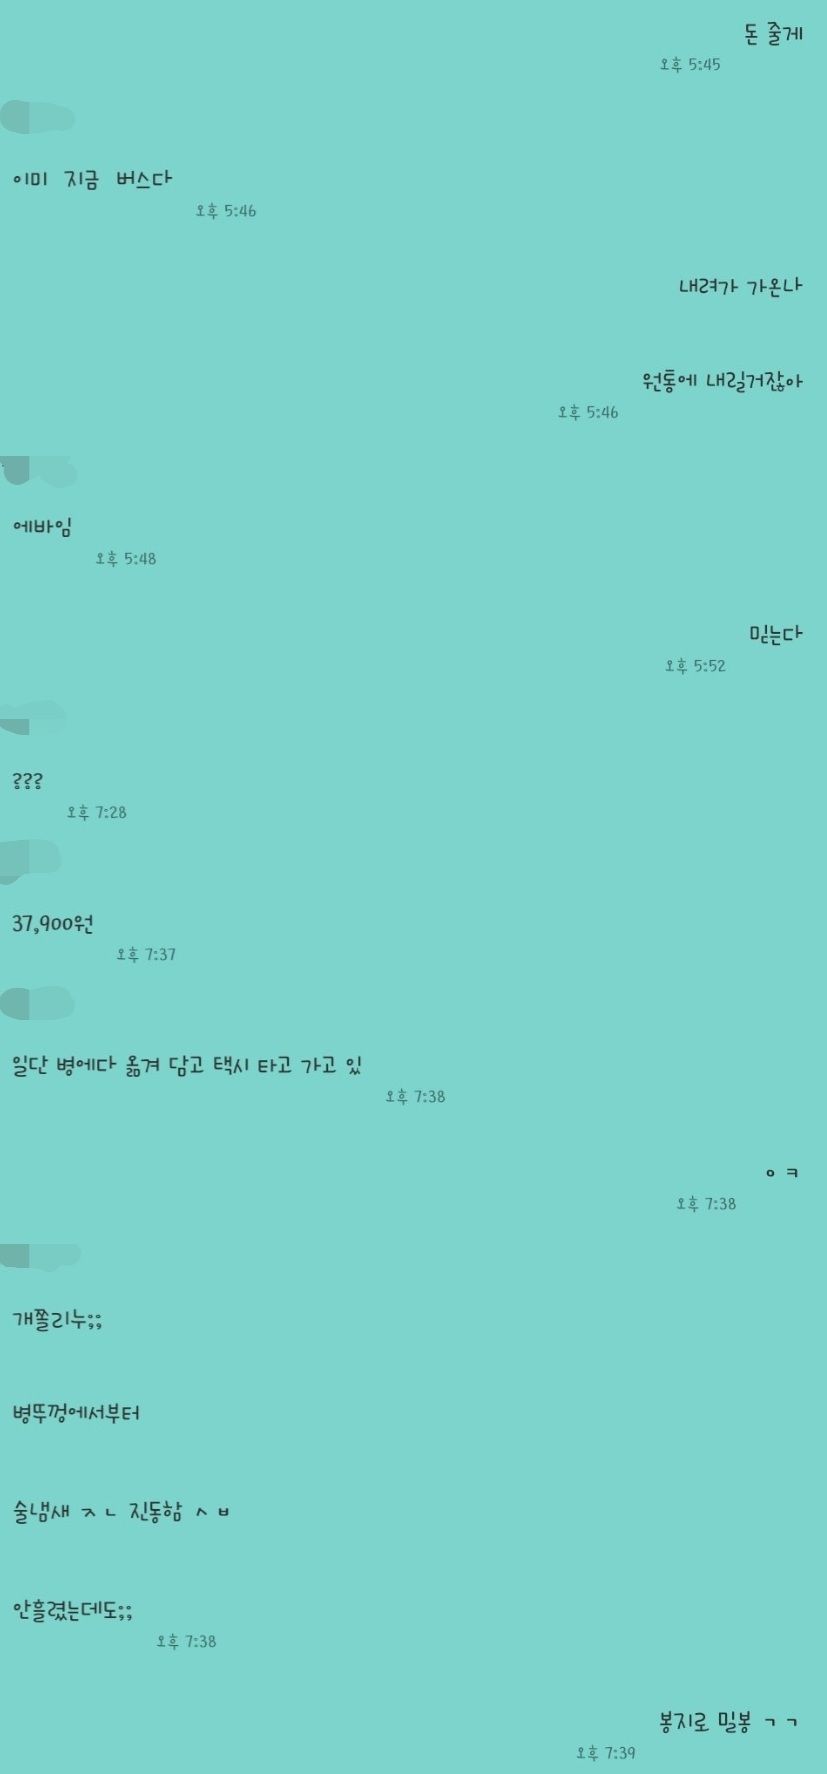 돈 줄게
오후 5:45
이미 지금 버스다
오후 5:46
내려가 가온나
원통에 내릴거잖아
오후 5:46
에바임
오후 5:48
믿는다
오후 5:52
???
오후 7:28
37,900원
오후 7:37
일단 병에다 옮겨 담고 택시 타고 가고 있
오후 7:38
ㅇㅋ
오후 7:38
개쫄리누;;
병뚜껑에서부터
술냄새 ㅈㄴ 진동함 ㅅㅂ
안흘렸는데도;;
오후 7:38
봉지로 밀봉 ㄱㄱ
오후 7:39